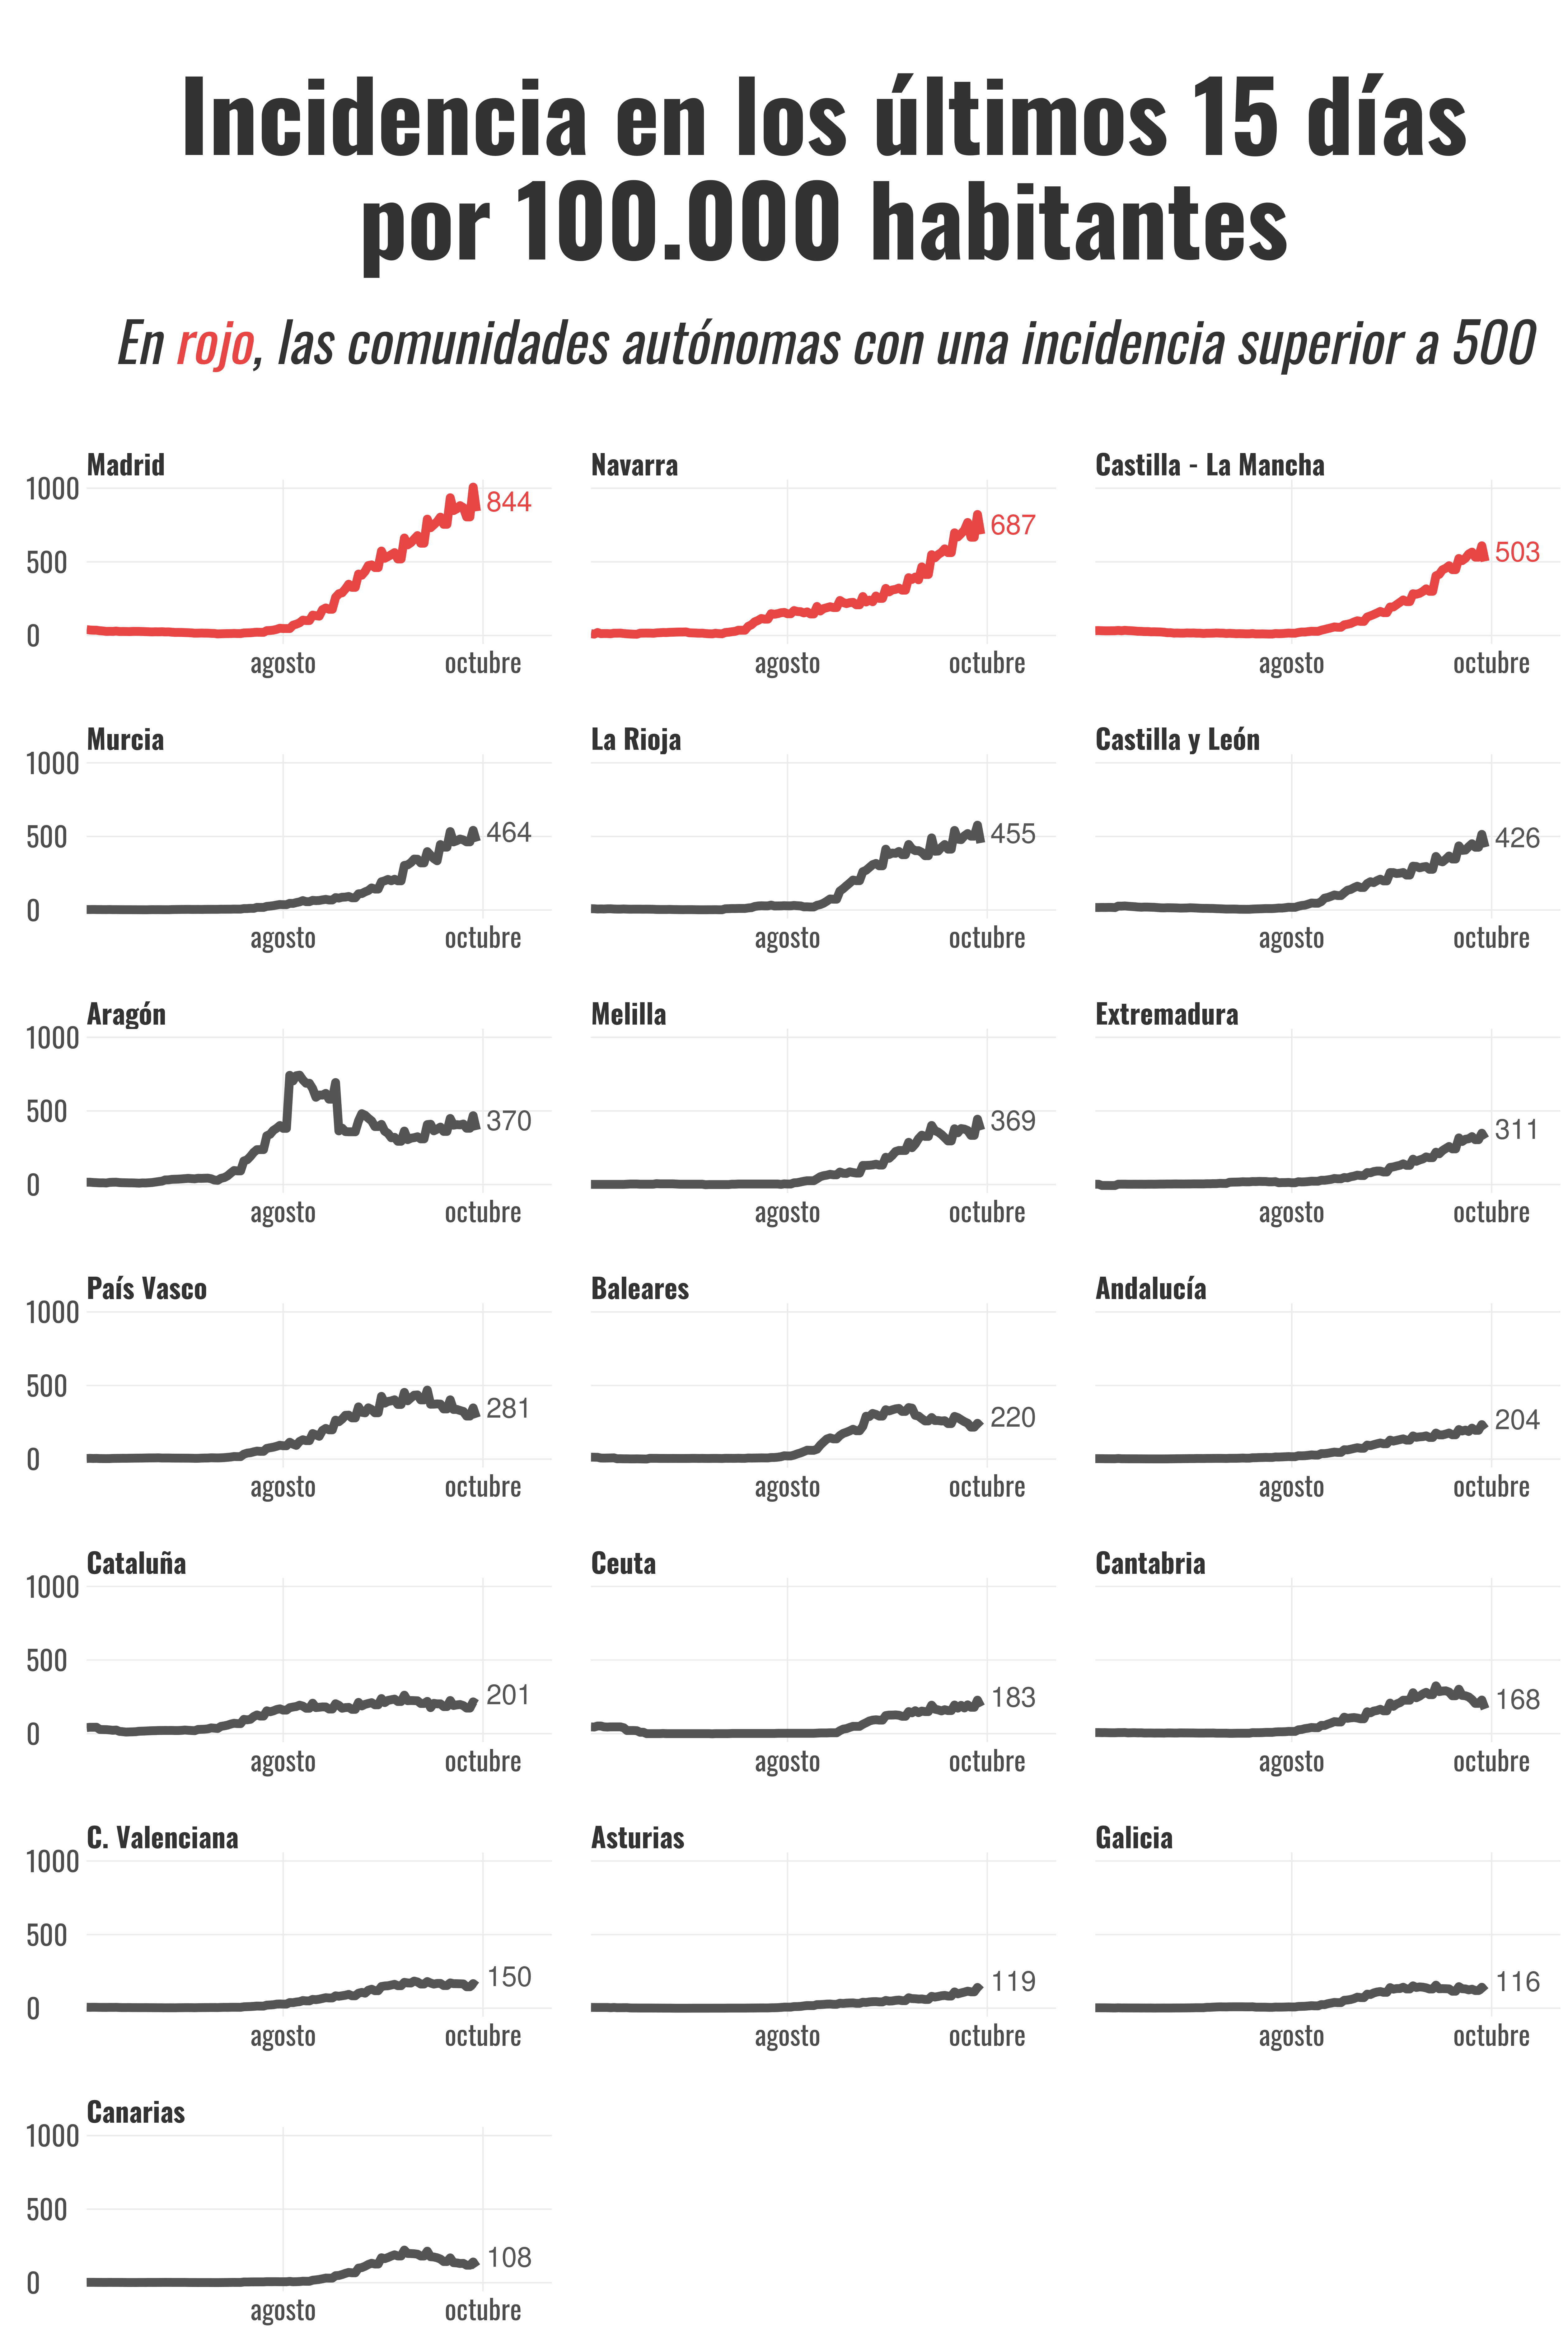 Incidencia en los últimos 15 días
por 100.000 habitantes
En rojo, las comunidades autónomas con una incidencia superior a 500
Madrid
1000
500
0
844
agosto
octubre
Navarra
687
agosto
octubre
Castilla - La Mancha
503
agosto
octubre
Murcia
1000
500
0
464
agosto
octubre
La Rioja
455
agosto
octubre
Castilla y León
426
agosto
octubre
Aragón
1000
500
0
370
agosto
octubre
Melilla
369
agosto
octubre
Extremadura
311
agosto
octubre
País Vasco
1000
500
0
281
agosto
octubre
Baleares
220
agosto
octubre
Andalucía
204
agosto
octubre
Cataluña
1000
500
0
201
agosto
octubre
Ceuta
183
agosto
octubre
Cantabria
168
agosto
octubre
C. Valenciana
1000
500
0
150
agosto
octubre
Asturias
119
agosto
octubre
Galicia
116
agosto
octubre
Canarias
1000
500
0
108
agosto
octubre